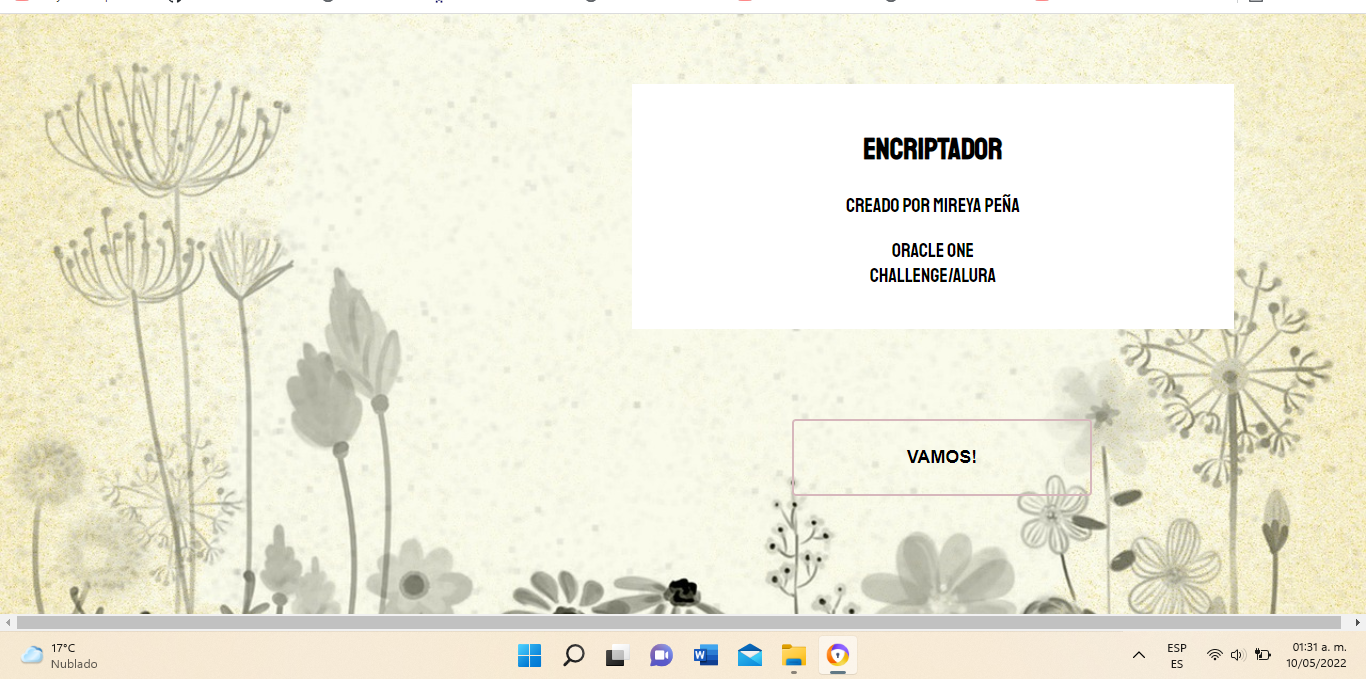 ENCRIPTADOR
CREADO POR MIREYA PEÑA
ORACLE ONE
CHALLENGE/ALURA
VAMOS!
17°C
Nublado
ESP
ES
01:31 a. m.
10/05/2022